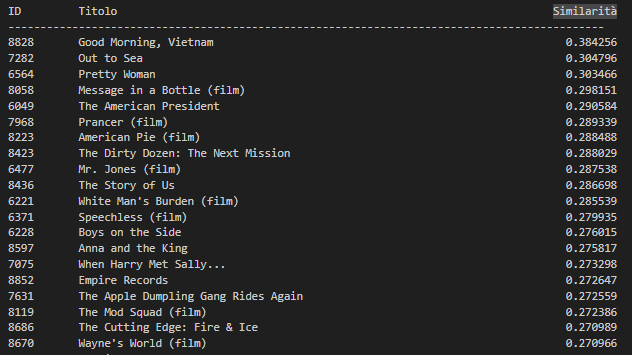 ID Titolo Similarità
--------------------------------------------------------------------------------
8828 Good Morning, Vietnam 0.384256
7282 Out to Sea 0.304796
6564 Pretty Woman 0.303466
8058 Message in a Bottle (film) 0.298151
6049 The American President 0.290584
7968 Prancer (film) 0.289339
8223 American Pie (film) 0.288488
8423 The Dirty Dozen: The Next Mission 0.288029
6477 Mr. Jones (film) 0.287538
8436 The Story of Us 0.286698
6221 White Man's Burden (film) 0.285539
6371 Speechless (film) 0.279935
6228 Boys on the Side 0.276015
8597 Anna and the King 0.275817
7075 When Harry Met Sally... 0.273298
8852 Empire Records 0.272647
7631 The Apple Dumpling Gang Rides Again 0.272559
8119 The Mod Squad (film) 0.272386
8686 The Cutting Edge: Fire & Ice 0.270989
8670 Wayne's World (film) 0.270966